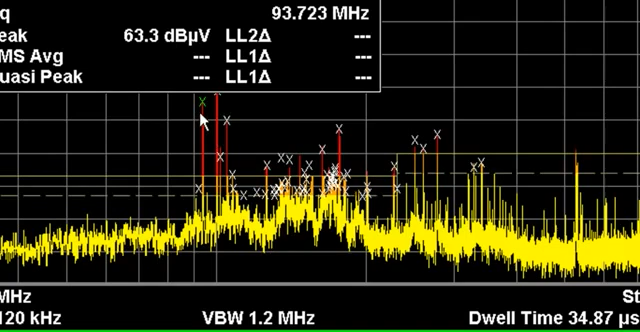 q 93.723 MHz
eak 63.3 dBµV LL2Δ ---
MS Avg --- LL1Δ ---
uasi Peak --- LL1Δ ---
MHz St
120 kHz VBW 1.2 MHz Dwell Time 34.87 µs